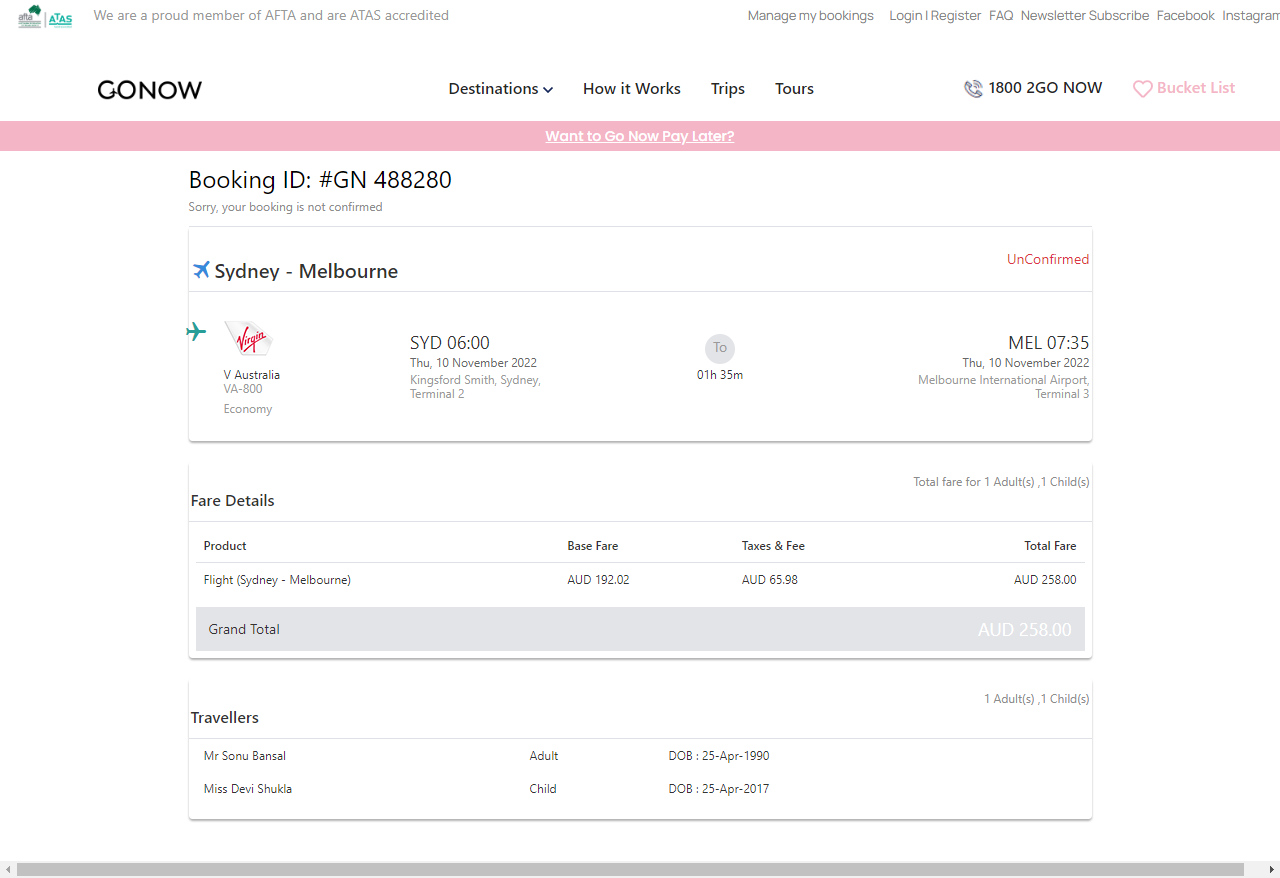 afta ATAS We are a proud member of AFTA and are ATAS accredited Manage my bookings Login | Register FAQ Newsletter Subscribe Facebook Instagram
GONOW Destinations How it Works Trips Tours 1800 2GO NOW Bucket List
Want to Go Now Pay Later?
Booking ID: #GN 488280
Sorry, your booking is not confirmed
UnConfirmed
Sydney - Melbourne
Virgin
SYD 06:00 To MEL 07:35
Thu, 10 November 2022 Thu, 10 November 2022
V Australia 01h 35m
Kingsford Smith, Sydney, Melbourne International Airport,
VA-800
Terminal 2 Terminal 3
Economy
Total fare for 1 Adult(s) ,1 Child(s)
Fare Details
Product Base Fare Taxes & Fee Total Fare
Flight (Sydney - Melbourne) AUD 192.02 AUD 65.98 AUD 258.00
Grand Total AUD 258.00
1 Adult(s) ,1 Child(s)
Travellers
Mr Sonu Bansal Adult DOB : 25-Apr-1990
Miss Devi Shukla Child DOB : 25-Apr-2017